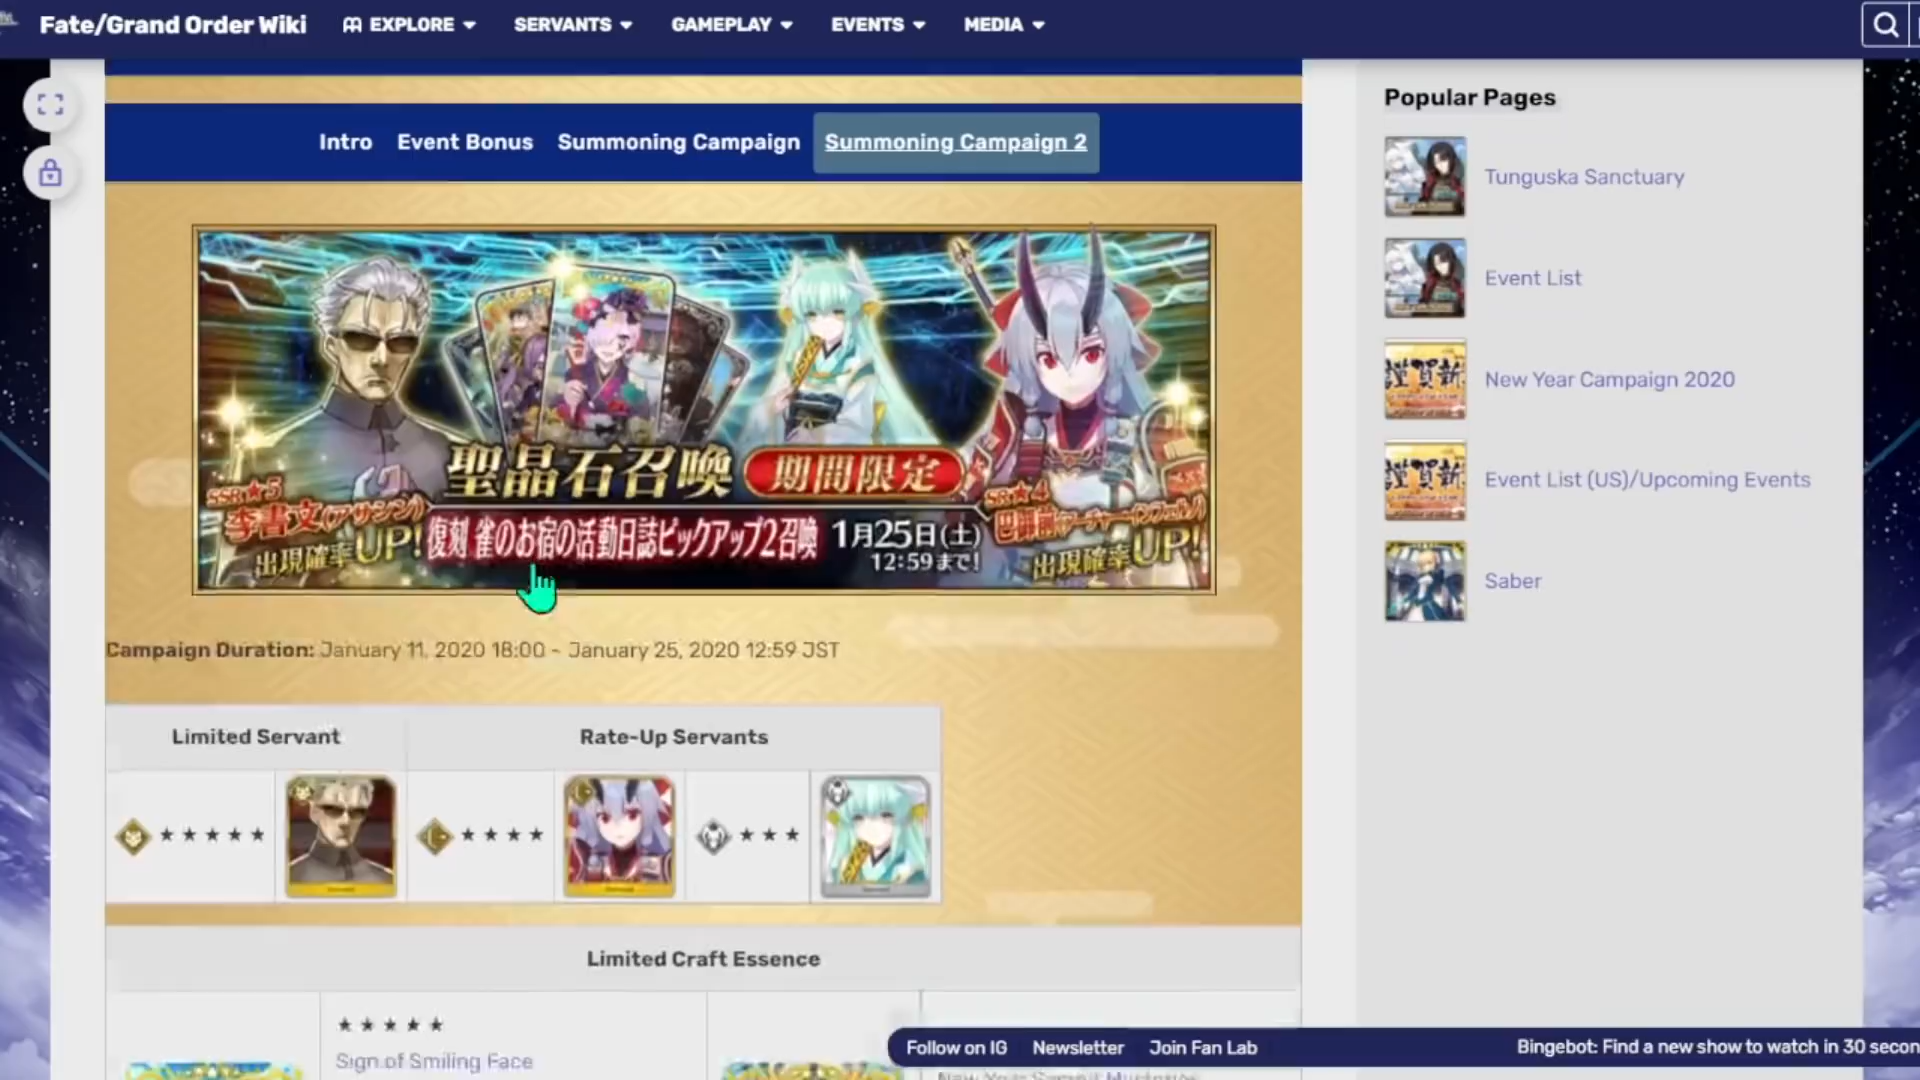 Fate/Grand Order Wiki
EXPLORE
SERVANTS
GAMEPLAY
EVENTS
MEDIA
Intro
Event Bonus
Summoning Campaign
Summoning Campaign 2
聖晶石召喚
期間限定
SSR★5
李書文(アサシン)
出現確率UP!
復刻 雀のお宿の活動日誌ピックアップ2召喚
1月25日(土)
12:59まで!
SR★4
巴御前(アーチャー・インフェルノ)
出現確率UP!
Campaign Duration: January 11, 2020 18:00 ~ January 25, 2020 12:59 JST
Limited Servant
Rate-Up Servants
★ ★ ★ ★ ★
★ ★ ★ ★
★ ★ ★
Limited Craft Essence
★ ★ ★ ★ ★
Sign of Smiling Face
Popular Pages
Tunguska Sanctuary
Event List
New Year Campaign 2020
Event List (US)/Upcoming Events
Saber
Follow on IG
Newsletter
Join Fan Lab
Bingebot: Find a new show to watch in 30 secon